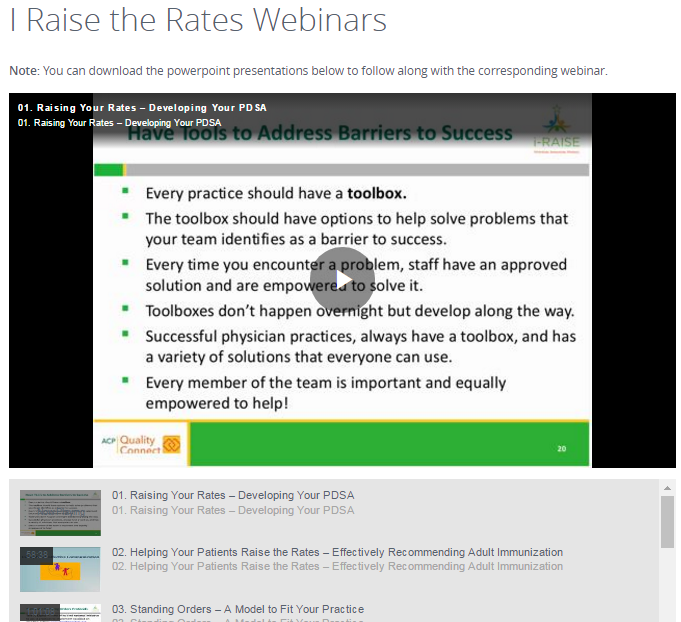 I Raise the Rates Webinars
Note: You can download the powerpoint presentations below to follow along with the corresponding webinar.
01. Raising Your Rates – Developing Your PDSA
01. Raising Your Rates – Developing Your PDSA
Have Tools to Address Barriers to Success
I-RAISE
Every practice should have a toolbox.
The toolbox should have options to help solve problems that
your team identifies as a barrier to success.
Every time you encounter a problem, staff have an approved
solution and are empowered to solve it.
Toolboxes don’t happen overnight but develop along the way.
Successful physician practices, always have a toolbox, and has
a variety of solutions that everyone can use.
Every member of the team is important and equally
empowered to help!
ACP Quality
Connect
20
01. Raising Your Rates – Developing Your PDSA
01. Raising Your Rates – Developing Your PDSA
58:38
02. Helping Your Patients Raise the Rates – Effectively Recommending Adult Immunization
02. Helping Your Patients Raise the Rates – Effectively Recommending Adult Immunization
03. Standing Orders – A Model to Fit Your Practice
03. Standing Orders – A Model to Fit Your Practice